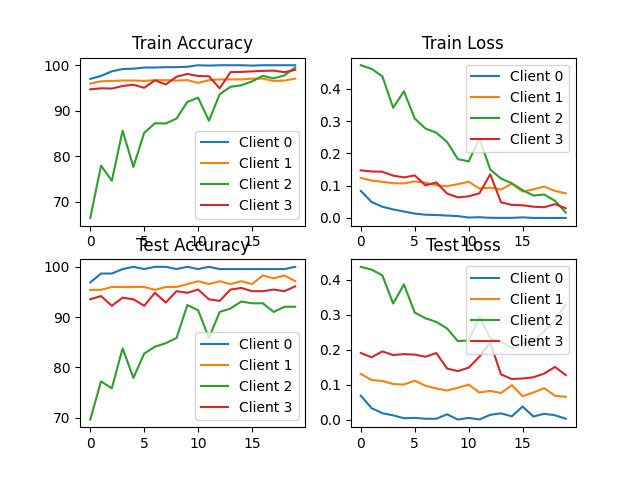 Train Accuracy
100
90
80
70
0
5
10
15
Client 0
Client 1
Client 2
Client 3
Train Loss
0.4
0.3
0.2
0.1
0.0
0
5
10
15
Client 0
Client 1
Client 2
Client 3
Test Accuracy
100
90
80
70
0
5
10
15
Client 0
Client 1
Client 2
Client 3
Test Loss
0.4
0.3
0.2
0.1
0.0
0
5
10
15
Client 0
Client 1
Client 2
Client 3